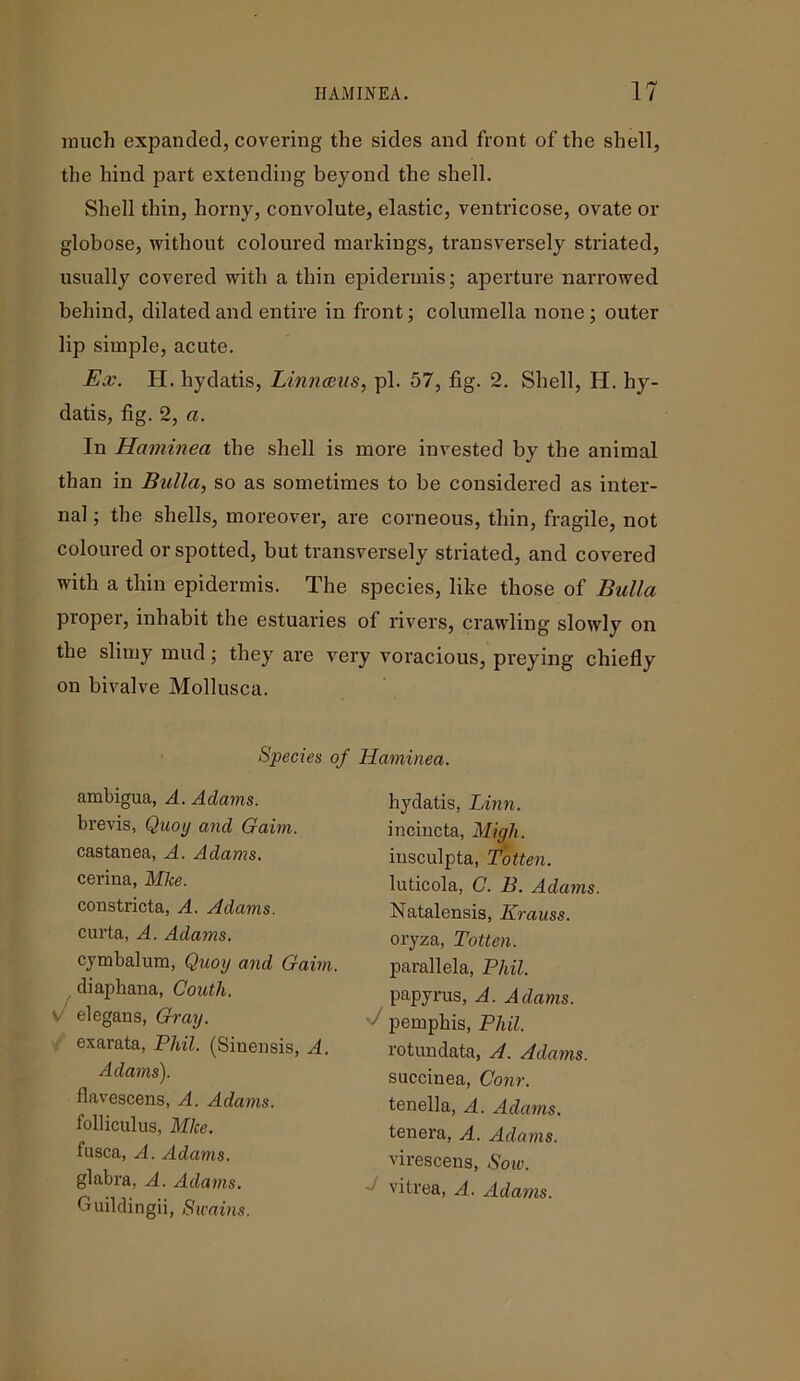 HAMINEA. 17
much expanded, covering the sides and front of the shell,
the hind part extending beyond the shell.
Shell thin, horny, convolute, elastic, ventricose, ovate or
globose, without coloured markings, transversely striated,
usually covered with a thin epidermis; aperture narrowed
behind, dilated and entire in front; columella none; outer
lip simple, acute.
Ex. H. hydatis, Linnæus, pl. 57, fig. 2. Shell, H. hy-
datis, fig. 2, a.
In Haminea the shell is more invested by the animal
than in Bulla, so as sometimes to be considered as inter-
nal; the shells, moreover, are corneous, thin, fragile, not
coloured or spotted, but transversely striated, and covered
with a thin epidermis. The species, like those of Bulla
proper, inhabit the estuaries of rivers, crawling slowly on
the slimy mud; they are very voracious, preying chiefly
on bivalve Mollusca.
Species of Haminea.
ambigua, A. Adams.
brevis, Quoy and Gaim.
castanea, A. Adams.
cerina, Mke.
constricta, A. Adams.
curta, A. Adams.
cymbalum, Quoy and Gaim.
diaphana, Couth.
√ elegans, Gray.
√ exarata, Phil. (Sinensis, A.
Adams).
flavescens, A. Adams.
folliculus, Mke.
fusca, A. Adams.
glabra, A. Adams.
Guildingii, Swains.
hydatis, Linn.
incincta, Migh.
insculpta, Totten.
luticola, C. B. Adams.
Natalensis, Krauss.
oryza, Totten.
parallela, Phil.
papyrus, A. Adams.
√ pemphis, Phil.
rotundata, A. Adams.
succinea, Conr.
tenella, A. Adams.
tenera, A. Adams.
virescens, Sow.
√ vitrea, A. Adams.